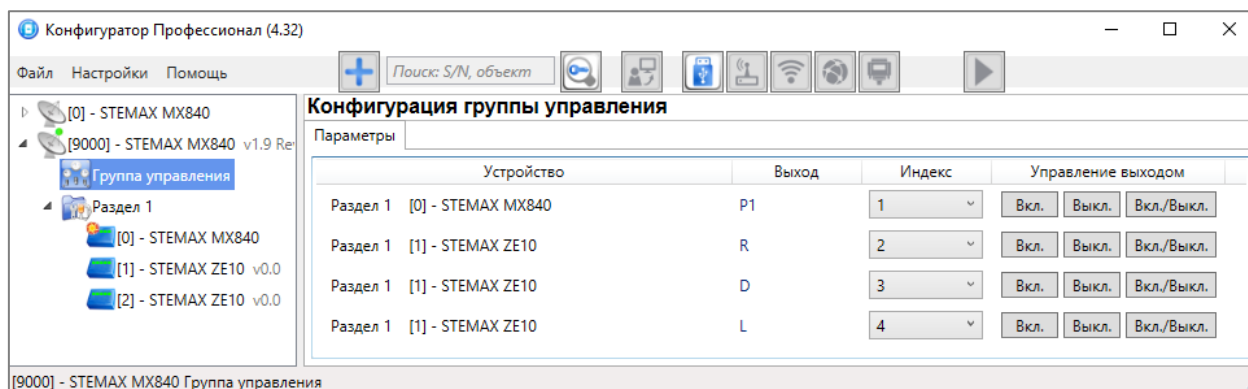 Конфигуратор Профессионал (4.32)
Файл Настройки Помощь
Поиск: S/N, объект
[0] - STEMAX MX840
[9000] - STEMAX MX840 v1.9 Re
Группа управления
Раздел 1
[0] - STEMAX MX840
[1] - STEMAX ZE10 v0.0
[2] - STEMAX ZE10 v0.0
Конфигурация группы управления
Параметры
Устройство Выход Индекс Управление выходом
Раздел 1 [0] - STEMAX MX840 P1 1 Вкл. Выкл. Вкл./Выкл.
Раздел 1 [1] - STEMAX ZE10 R 2 Вкл. Выкл. Вкл./Выкл.
Раздел 1 [1] - STEMAX ZE10 D 3 Вкл. Выкл. Вкл./Выкл.
Раздел 1 [1] - STEMAX ZE10 L 4 Вкл. Выкл. Вкл./Выкл.
[9000] - STEMAX MX840 Группа управления